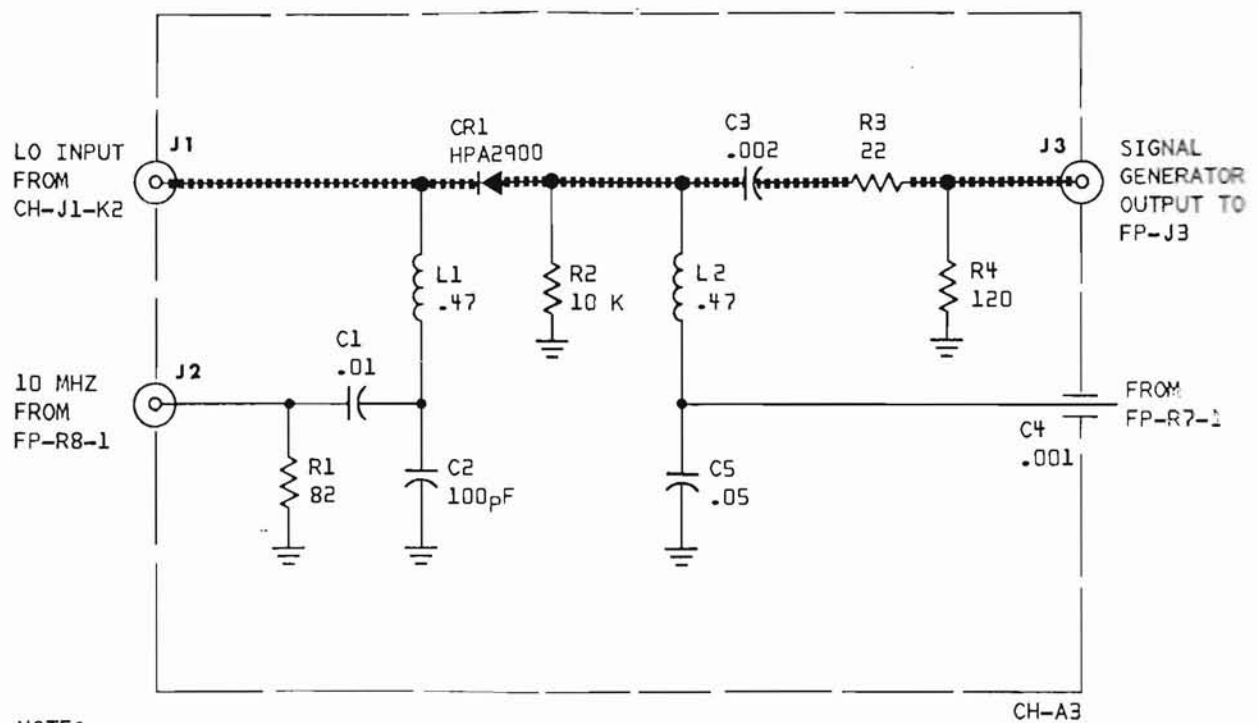 LO INPUT
FROM
CH-J1-K2
J1
CR1
HPA2900
C3
.002
R3
22
J3
SIGNAL
GENERATOR
OUTPUT TO
FP-J3
L1
.47
R2
10 K
L2
.47
R4
120
10 MHZ
FROM
FP-R8-1
J2
C1
.01
R1
82
C2
100pF
C5
.05
C4
.001
FROM
FP-R7-1
CH-A3